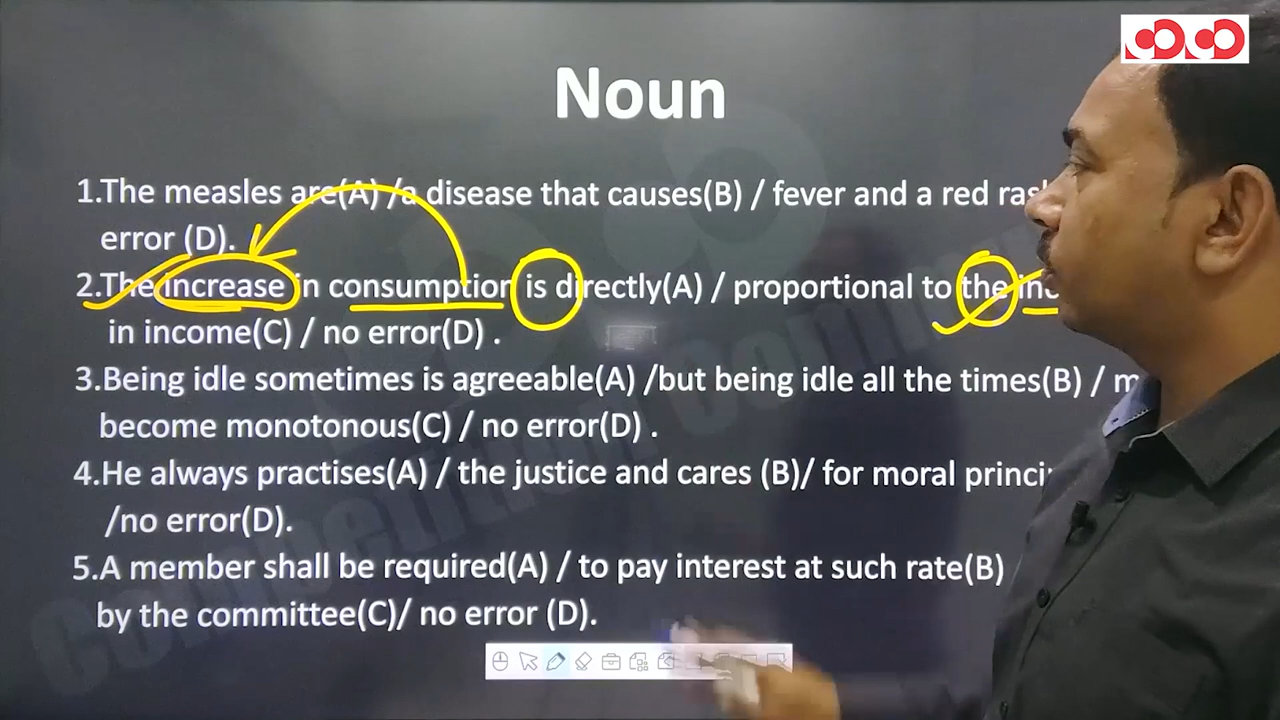 Noun
1.The measles are(A) /a disease that causes(B) / fever and a red
error (D).
2.The increase in consumption is directly(A) / proportional to the
in income(C) / no error(D) .
3.Being idle sometimes is agreeable(A) /but being idle all the times(B) /
become monotonous(C) / no error(D) .
4.He always practises(A) / the justice and cares (B)/ for moral
/no error(D).
5.A member shall be required(A) / to pay interest at such rate(B)
by the committee(C)/ no error (D).